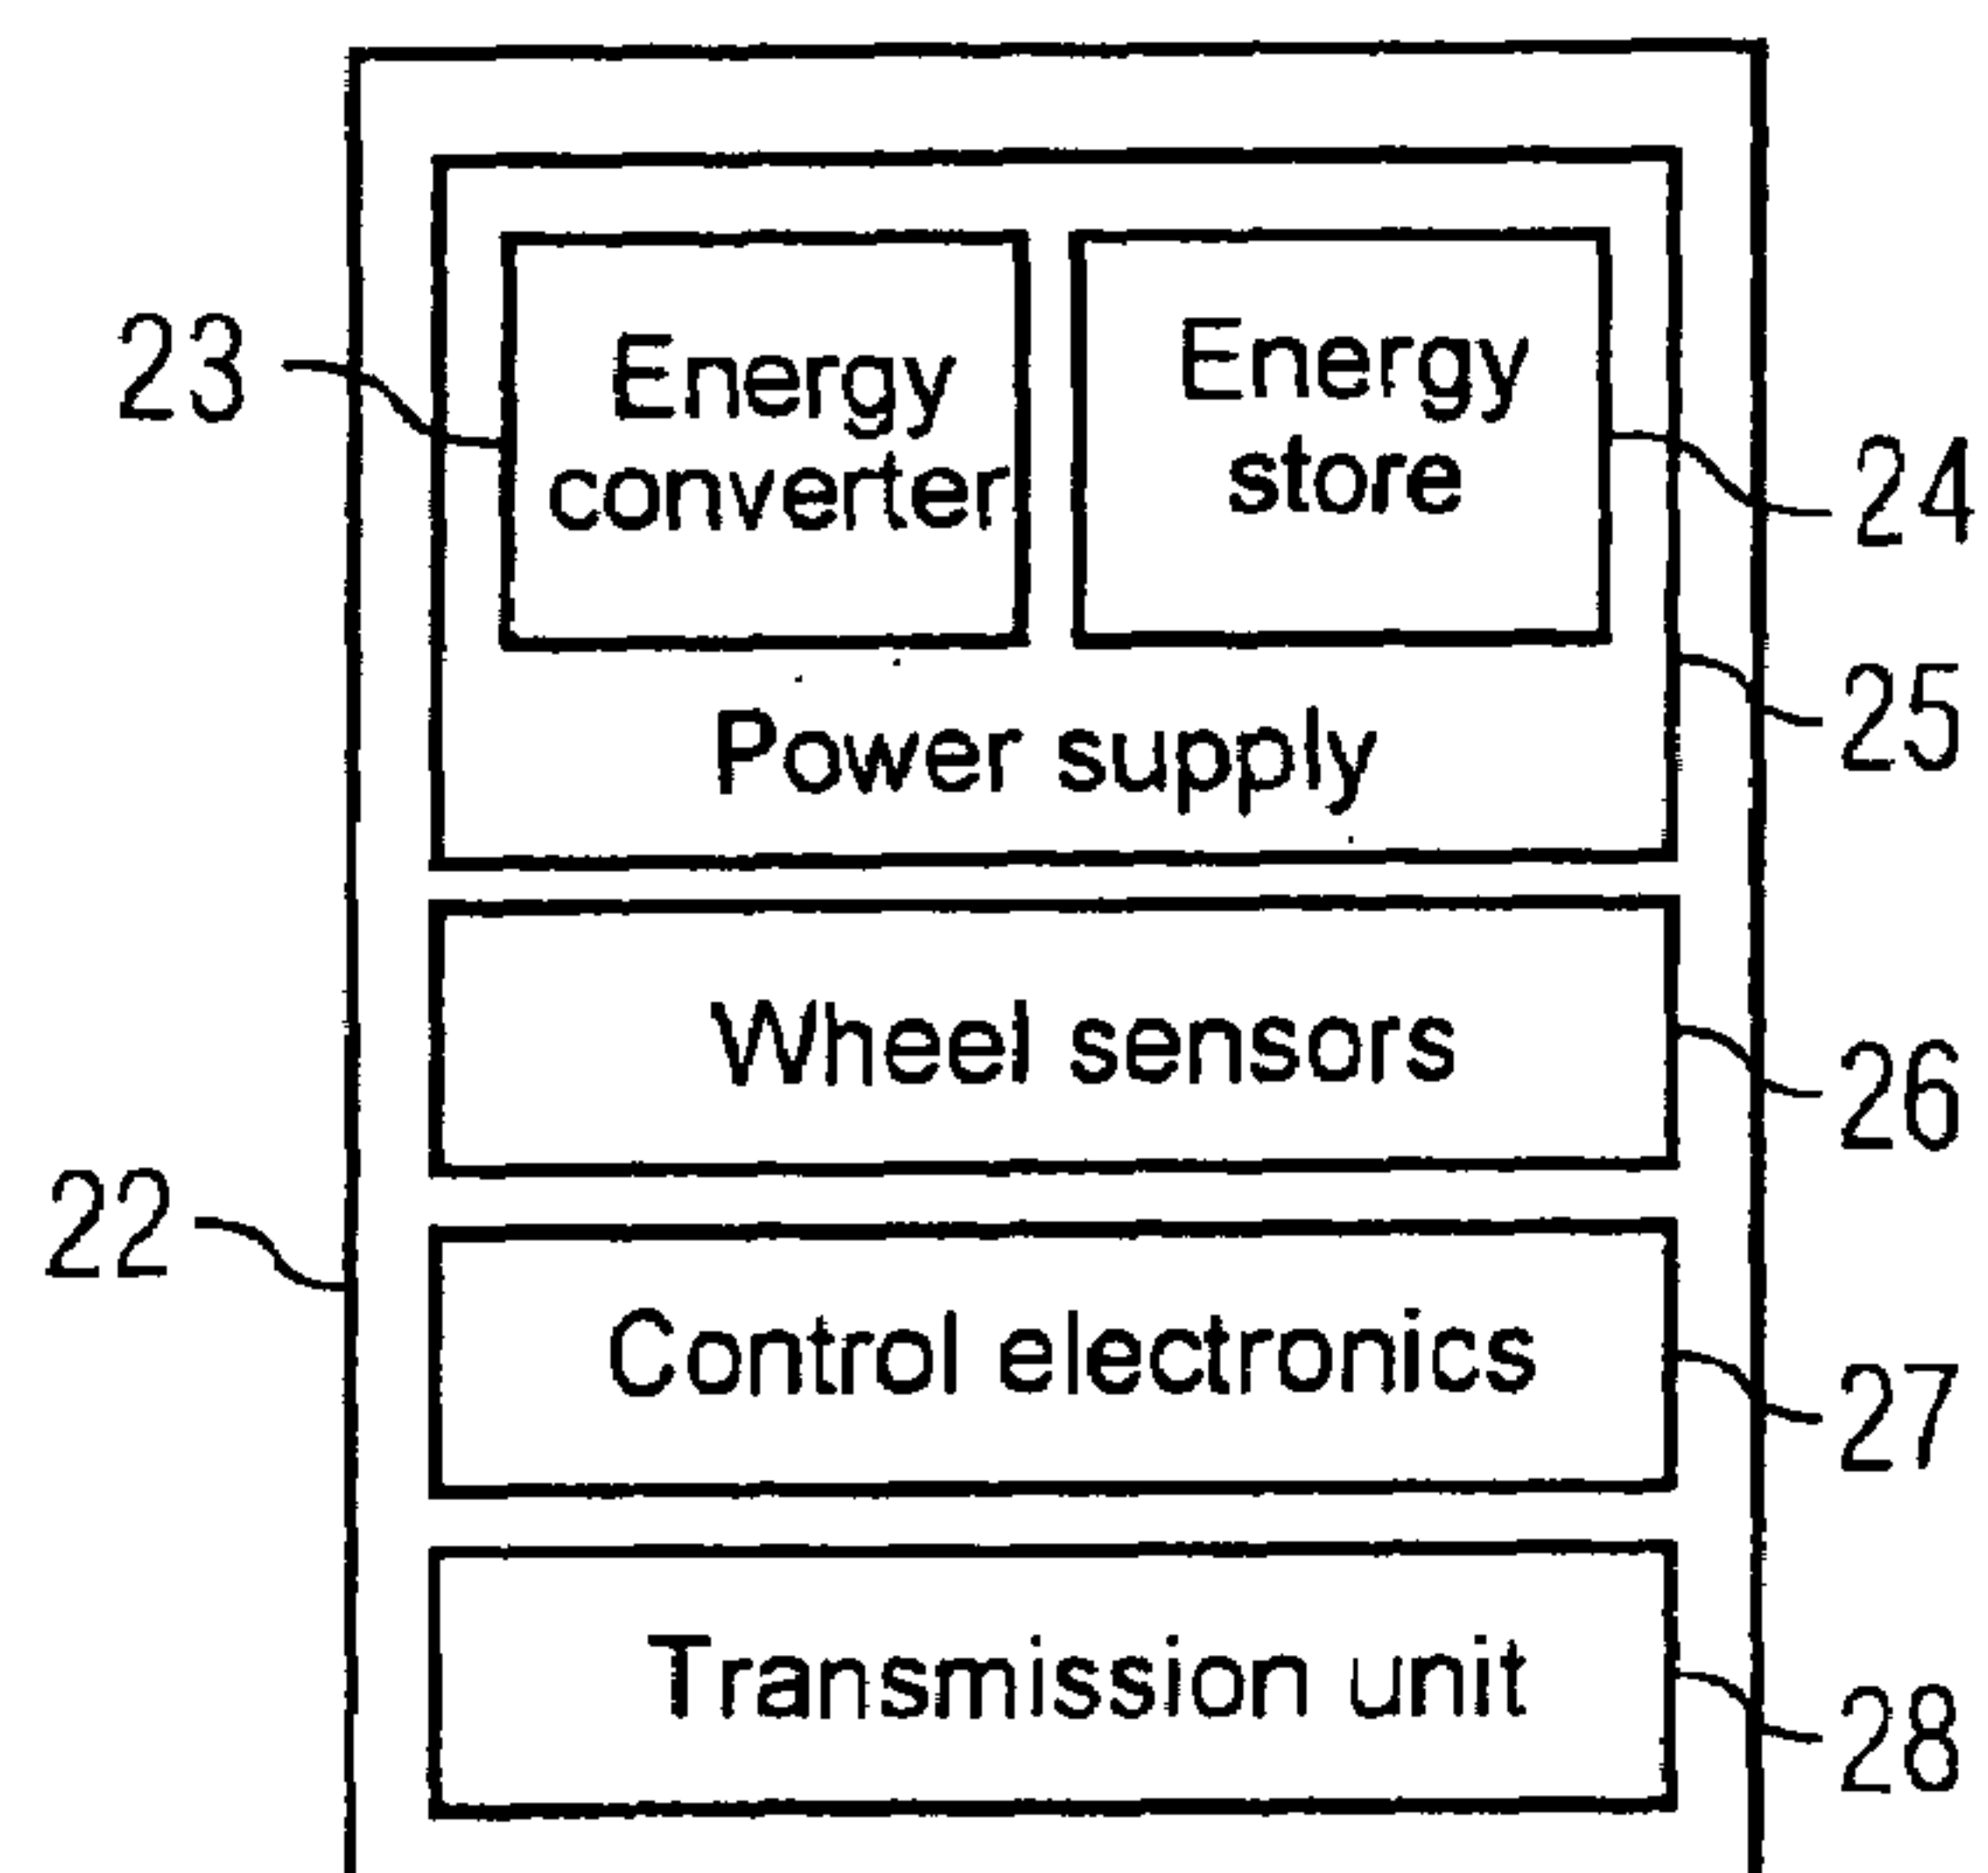 23
Energy
converter
Energy
store
24
25
Power supply
Wheel sensors
26
22
Control electronics
27
Transmission unit
28